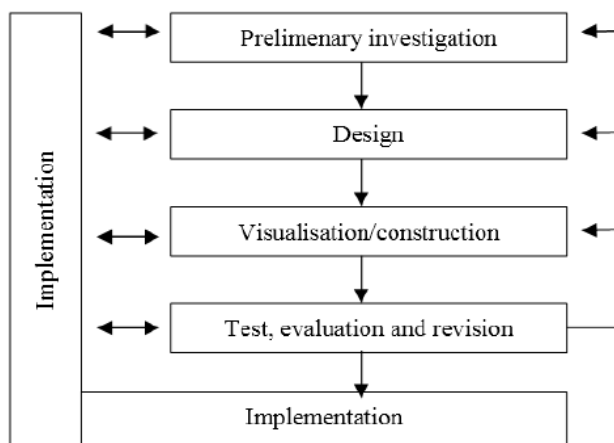 Prelimenary investigation
Design
Implementation
Visualisation/construction
Test, evaluation and revision
Implementation